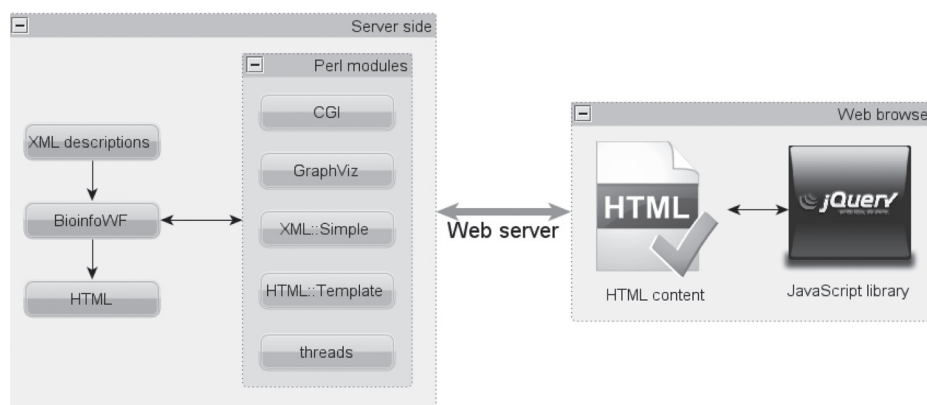 Server side
Perl modules
CGI
XML descriptions
GraphViz
BioinfoWF
XML::Simple
HTML::Template
HTML
threads
Web server
Web browse
HTML
jQuery
HTML content
JavaScript library